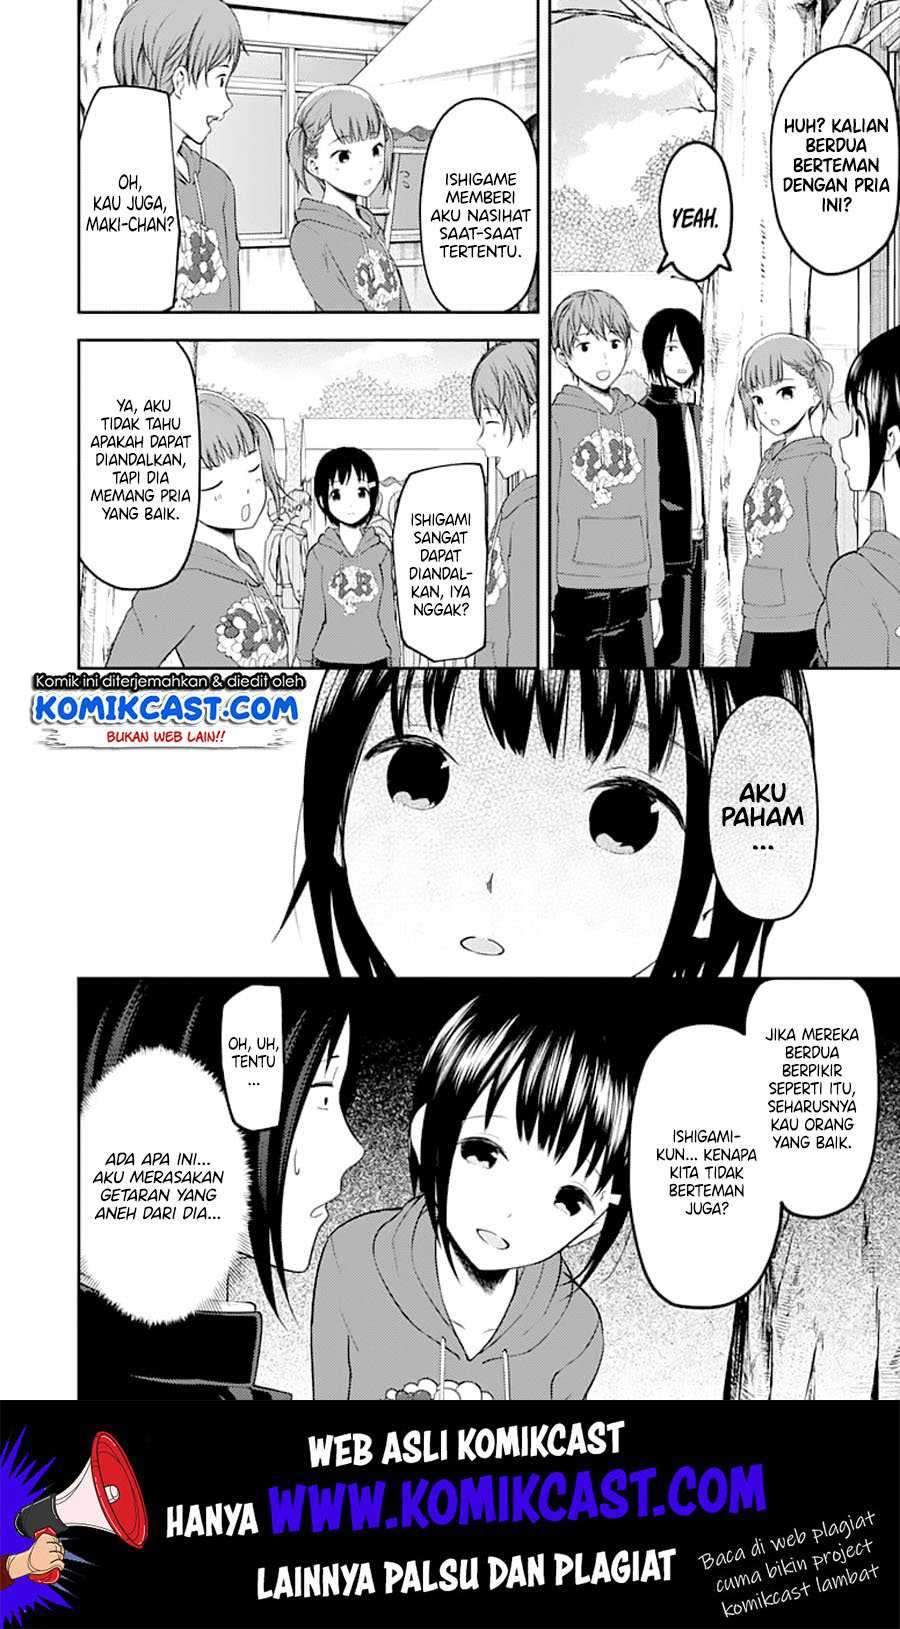 HUH? KALIAN
BERDUA
BERTEMAN
DENGAN PRIA
INI?
YEAH.
ISHIGAME
MEMBERI
AKU NASIHAT
SAAT-SAAT
TERTENTU.
OH,
KAU JUGA,
MAKI-CHAN?
ISHIGAMI
SANGAT
DAPAT
DIANDAL-
KAN, IYA
NGGAK?
YA, AKU
TIDAK TAHU
APAKAH DAPAT
DIANDALKAN,
TAPI DIA
MEMANG PRIA
YANG BAIK.
Komik ini diterjemahkan & diedit oleh
KOMIKCAST.COM
BUKAN WEB LAIN!!
AKU
PAHAM
...
JIKA MEREKA
BERDUA
BERPIKIR
SEPERTI ITU,
SEHARUSNYA
KAU ORANG
YANG BAIK.
ISHIGAMI-
KUN... KENAPA
KITA TIDAK
BERTEMAN
JUGA?
OH, UH,
TENTU
...
ADA APA INI...
AKU MERASAKAN
GETARAN YANG
ANEH DARI DIA...
WEB ASLI KOMIKCAST
HANYA WWW.KOMIKCAST.COM
LAINNYA PALSU DAN PLAGIAT
Baca di web plagiat
cuma bikin project
komikcast lambat